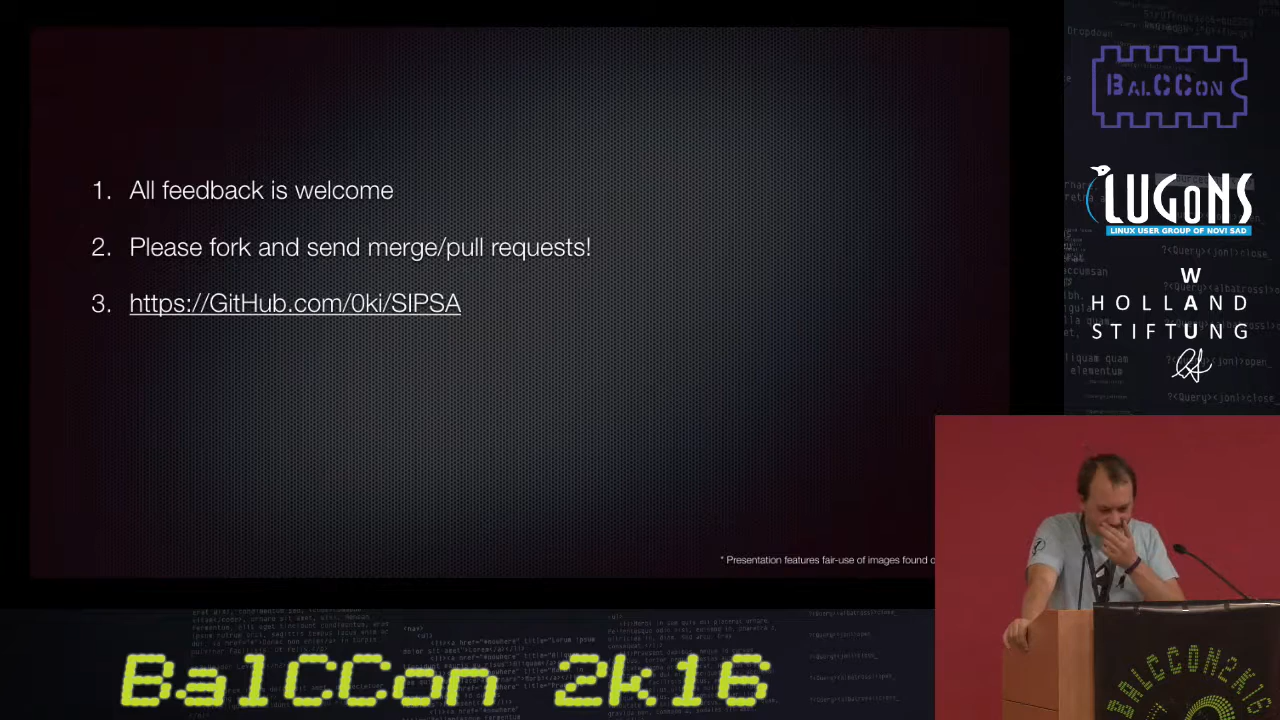 1. All feedback is welcome
2. Please fork and send merge/pull requests!
3. https://GitHub.com/0ki/SIPSA
* Presentation features fair-use of images found o
BalCCon
LUGoNS
LINUX USER GROUP OF NOVI SAD
W
HOLLAND
STIFTUNG
BalCCon 2k16
BALCCON2K16